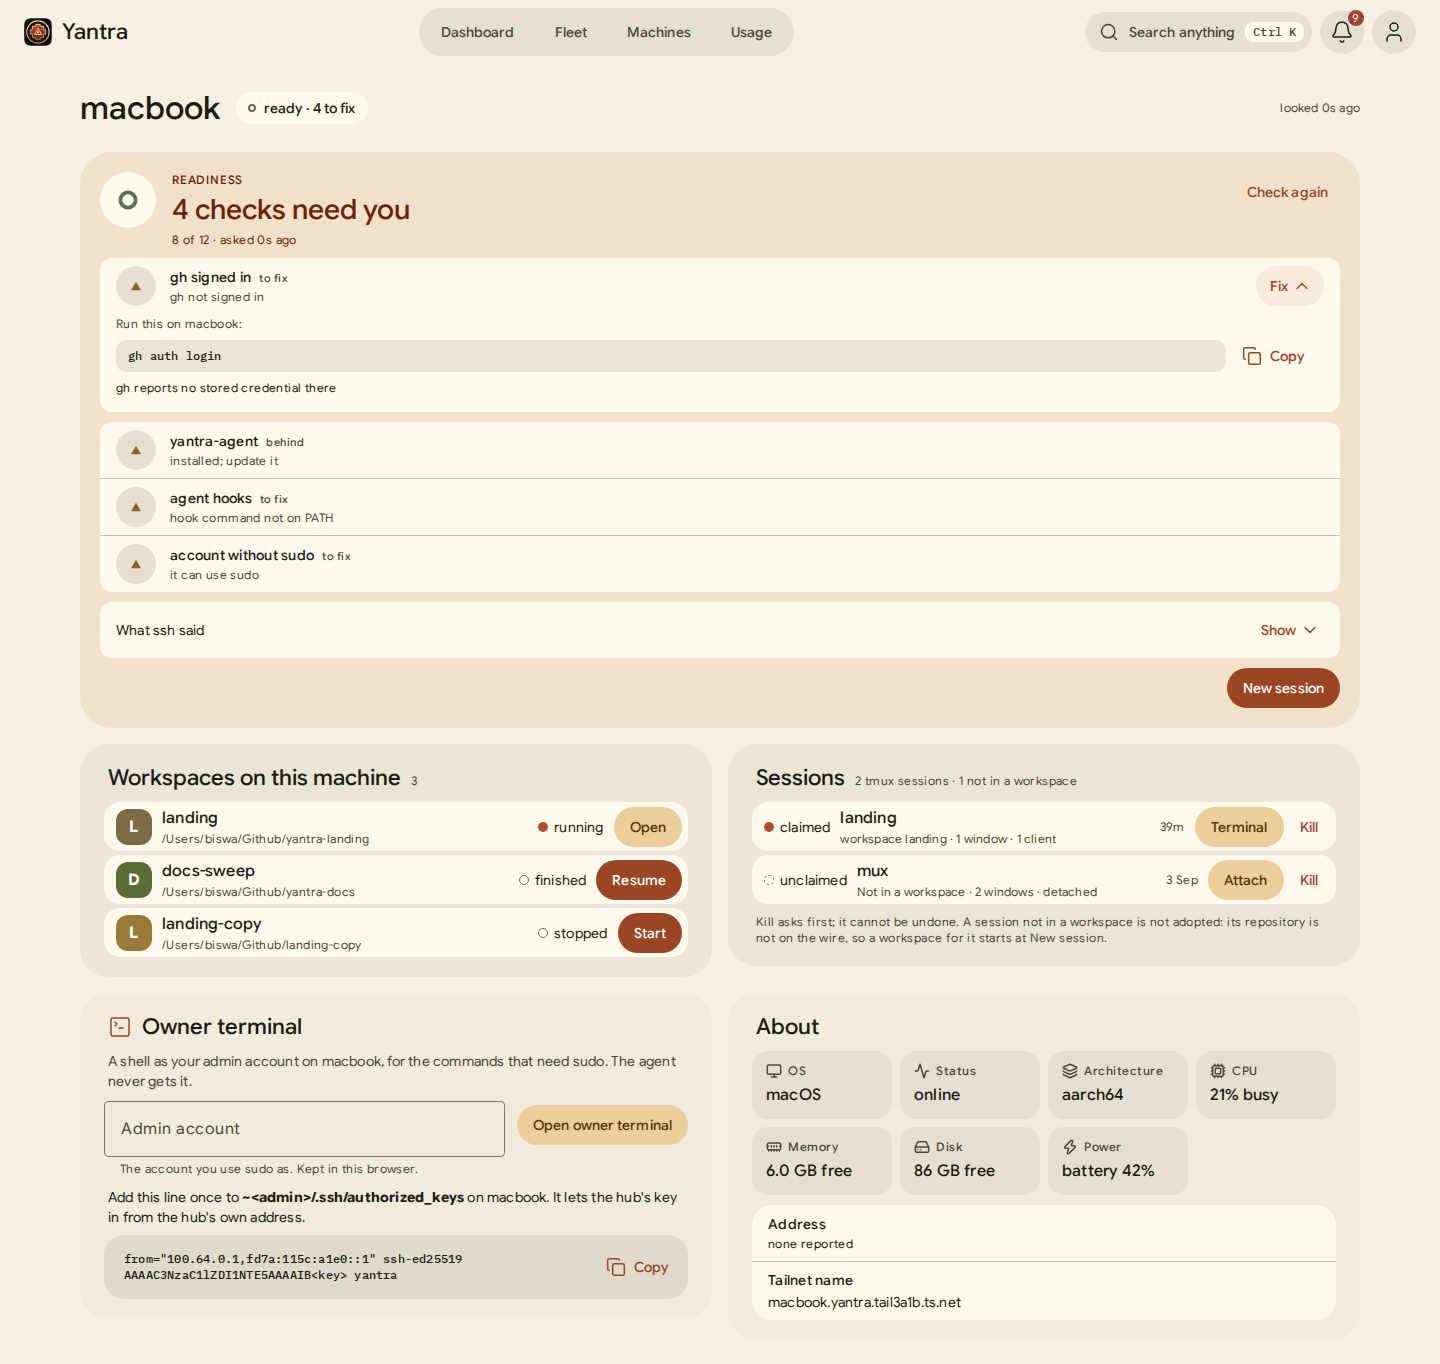 Yantra
Dashboard Fleet Machines Usage
Search anything Ctrl K
9
macbook
ready · 4 to fix
looked 0s ago
READINESS
4 checks need you
8 of 12 · asked 0s ago
Check again
gh signed in to fix
gh not signed in
Fix
Run this on macbook:
gh auth login
Copy
gh reports no stored credential there
yantra-agent behind
installed; update it
agent hooks to fix
hook command not on PATH
account without sudo to fix
it can use sudo
What ssh said
Show
New session
Workspaces on this machine 3
L
landing
/Users/biswa/Github/yantra-landing
running
Open
D
docs-sweep
/Users/biswa/Github/yantra-docs
finished
Resume
L
landing-copy
/Users/biswa/Github/landing-copy
stopped
Start
Sessions 2 tmux sessions · 1 not in a workspace
claimed
landing
workspace landing · 1 window · 1 client
39m
Terminal
Kill
unclaimed
mux
Not in a workspace · 2 windows · detached
3 Sep
Attach
Kill
Kill asks first; it cannot be undone. A session not in a workspace is not adopted: its repository is
not on the wire, so a workspace for it starts at New session.
Owner terminal
A shell as your admin account on macbook, for the commands that need sudo. The agent
never gets it.
Admin account
Open owner terminal
The account you use sudo as. Kept in this browser.
Add this line once to ~<admin>/.ssh/authorized_keys on macbook. It lets the hub's key
in from the hub's own address.
from="100.64.0.1,fd7a:115c:a1e0::1" ssh-ed25519
AAAAC3NzaC1lZDI1NTE5AAAAIB<key> yantra
Copy
About
OS
macOS
Status
online
Architecture
aarch64
CPU
21% busy
Memory
6.0 GB free
Disk
86 GB free
Power
battery 42%
Address
none reported
Tailnet name
macbook.yantra.tail3a1b.ts.net